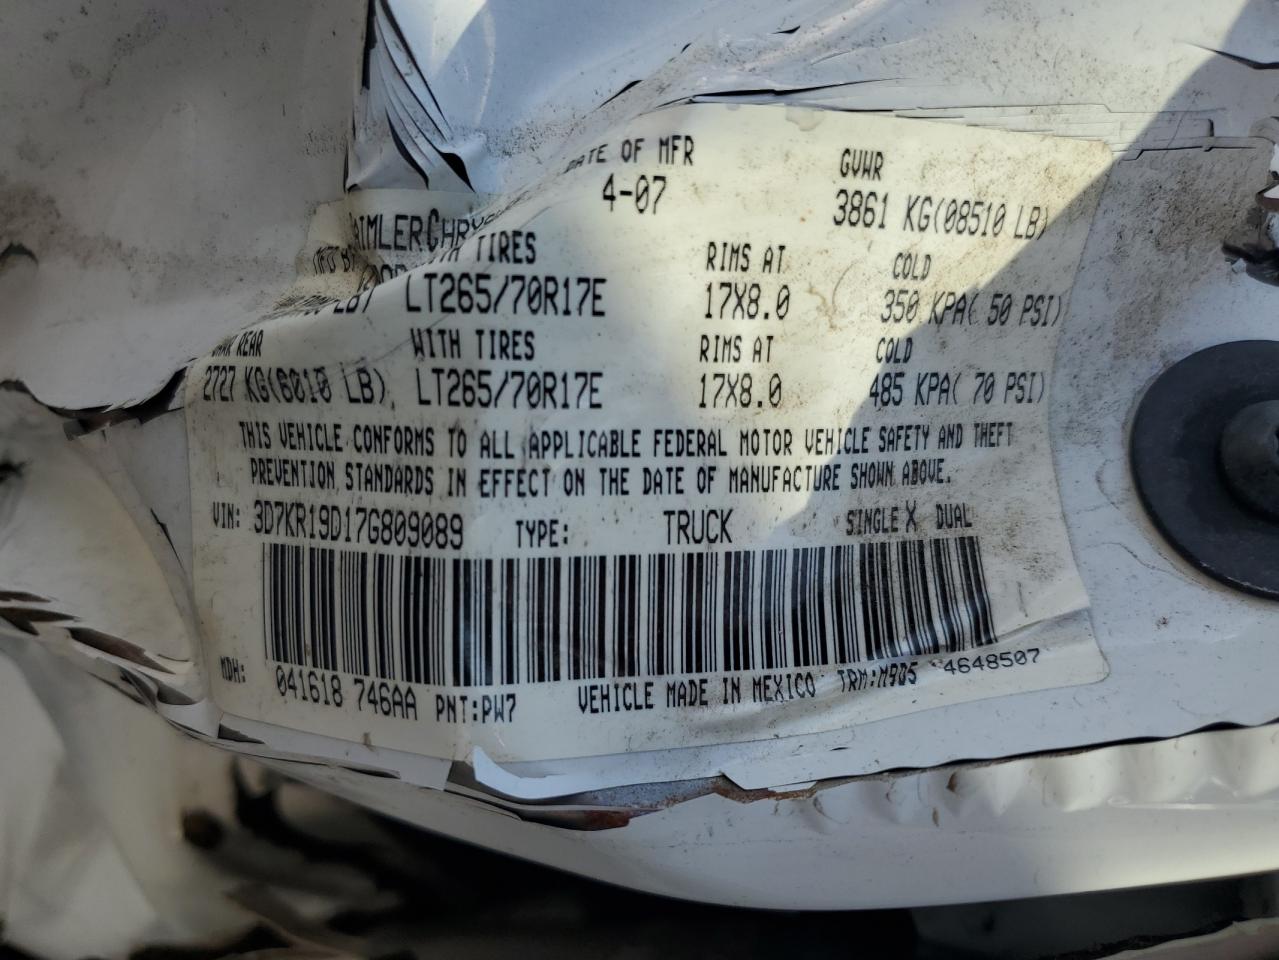 DATE OF MFR GVWR
4-07 3861 KG(08510 LB)
DAIMLERCHRYSLER
MFD BY
TIRES RIMS AT COLD
LB) LT265/70R17E 17X8.0 350 KPA( 50 PSI)
REAR WITH TIRES RIMS AT COLD
2727 KG(6010 LB) LT265/70R17E 17X8.0 485 KPA( 70 PSI)
THIS VEHICLE CONFORMS TO ALL APPLICABLE FEDERAL MOTOR VEHICLE SAFETY AND THEFT
PREVENTION STANDARDS IN EFFECT ON THE DATE OF MANUFACTURE SHOWN ABOVE.
VIN: 3D7KR19D17G809089 TYPE: TRUCK SINGLE X DUAL
MDH: 041618 746AA PNT:PW7 VEHICLE MADE IN MEXICO TRM:M9D5 4648507